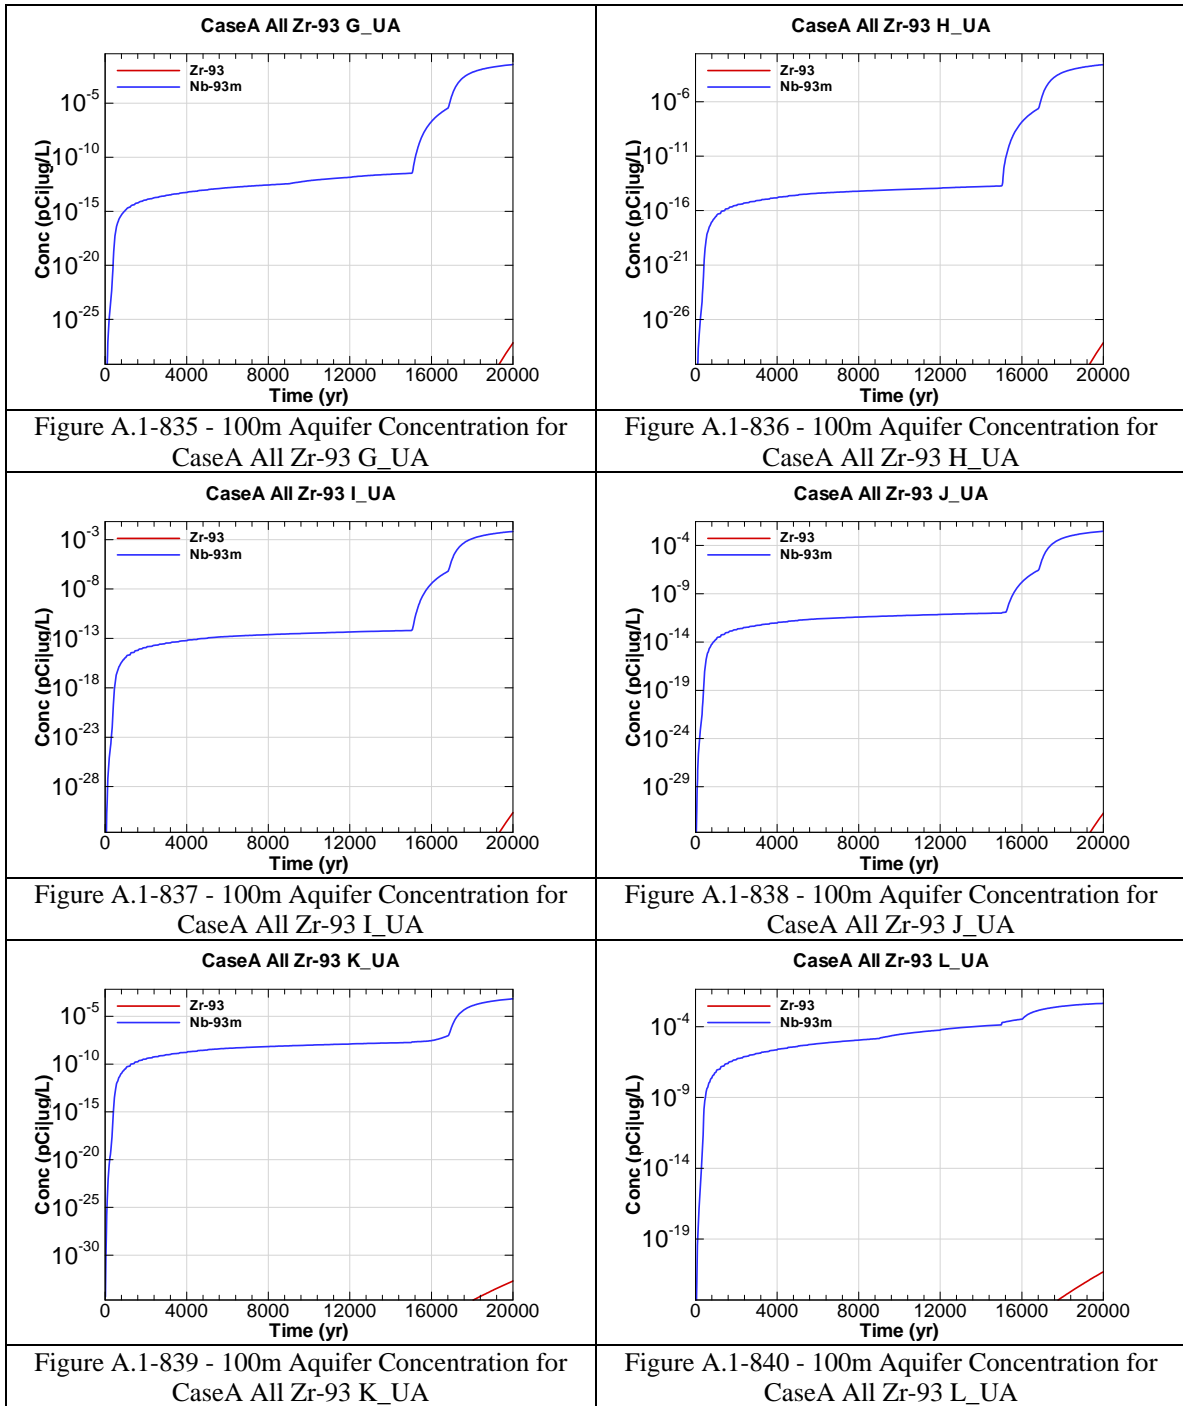 CaseA All Zr-93 G_UA
Zr-93
Nb-93m
10^-5
10^-10
10^-15
10^-20
10^-25
Conc (pCi|ug/L)
0 4000 8000 12000 16000 20000
Time (yr)
Figure A.1-835 - 100m Aquifer Concentration for
CaseA All Zr-93 G_UA
CaseA All Zr-93 H_UA
Zr-93
Nb-93m
10^-6
10^-11
10^-16
10^-21
10^-26
Conc (pCi|ug/L)
0 4000 8000 12000 16000 20000
Time (yr)
Figure A.1-836 - 100m Aquifer Concentration for
CaseA All Zr-93 H_UA
CaseA All Zr-93 I_UA
Zr-93
Nb-93m
10^-3
10^-8
10^-13
10^-18
10^-23
10^-28
Conc (pCi|ug/L)
0 4000 8000 12000 16000 20000
Time (yr)
Figure A.1-837 - 100m Aquifer Concentration for
CaseA All Zr-93 I_UA
CaseA All Zr-93 J_UA
Zr-93
Nb-93m
10^-4
10^-9
10^-14
10^-19
10^-24
10^-29
Conc (pCi|ug/L)
0 4000 8000 12000 16000 20000
Time (yr)
Figure A.1-838 - 100m Aquifer Concentration for
CaseA All Zr-93 J_UA
CaseA All Zr-93 K_UA
Zr-93
Nb-93m
10^-5
10^-10
10^-15
10^-20
10^-25
10^-30
Conc (pCi|ug/L)
0 4000 8000 12000 16000 20000
Time (yr)
Figure A.1-839 - 100m Aquifer Concentration for
CaseA All Zr-93 K_UA
CaseA All Zr-93 L_UA
Zr-93
Nb-93m
10^-4
10^-9
10^-14
10^-19
Conc (pCi|ug/L)
0 4000 8000 12000 16000 20000
Time (yr)
Figure A.1-840 - 100m Aquifer Concentration for
CaseA All Zr-93 L_UA